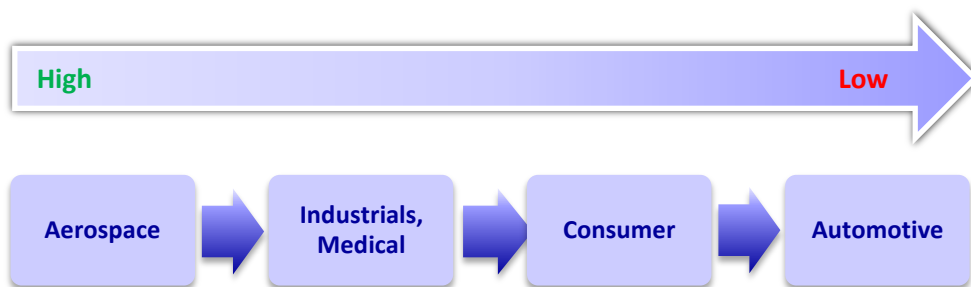 High
Low
Aerospace
Industrials,
Medical
Consumer
Automotive